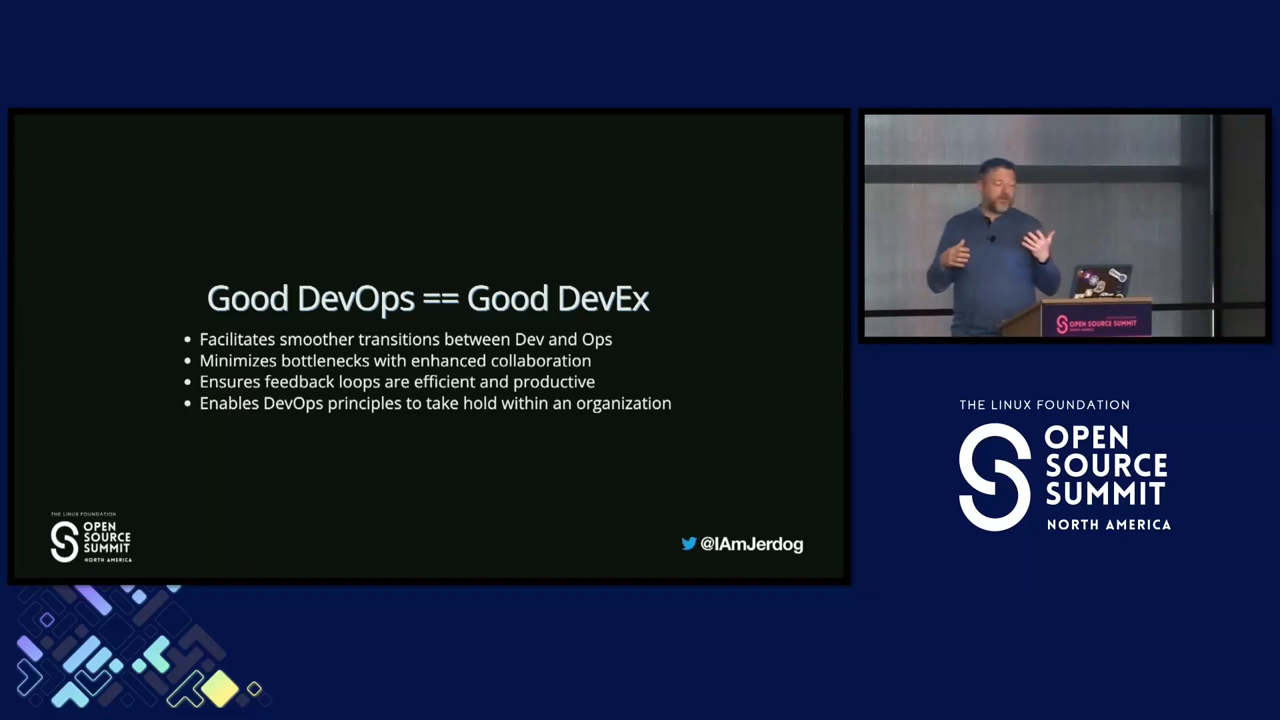 Good DevOps == Good DevEx
Facilitates smoother transitions between Dev and Ops
Minimizes bottlenecks with enhanced collaboration
Ensures feedback loops are efficient and productive
Enables DevOps principles to take hold within an organization
THE LINUX FOUNDATION
OPEN
SOURCE
SUMMIT
NORTH AMERICA
@IAmJerdog
OPEN SOURCE SUMMIT
THE LINUX FOUNDATION
OPEN
SOURCE
SUMMIT
NORTH AMERICA